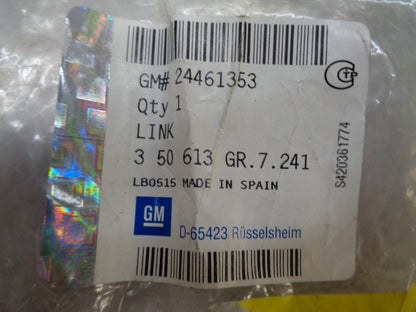 GM# 24461353
Qty 1
LINK
3 50 613 GR.7.241
LB0515 MADE IN SPAIN
GM
D-65423 Rüsselsheim
S420361774